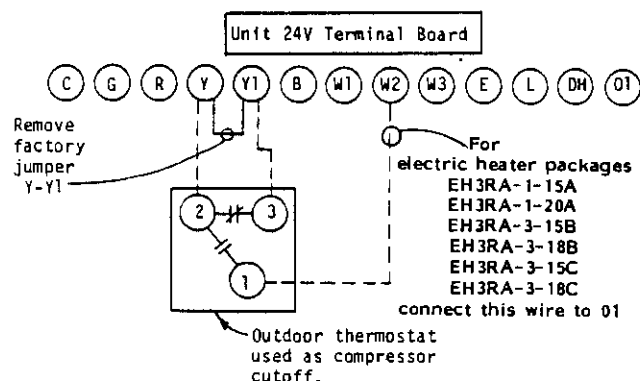 Unit 24V Terminal Board
C G R Y Y1 B W1 W2 W3 E L DH O1
Remove
factory
jumper
Y-Y1
For
electric heater packages
EH3RA-1-15A
EH3RA-1-20A
EH3RA-3-15B
EH3RA-3-18B
EH3RA-3-15C
EH3RA-3-18C
connect this wire to 01
2 3
1
Outdoor thermostat
used as compressor
cutoff.